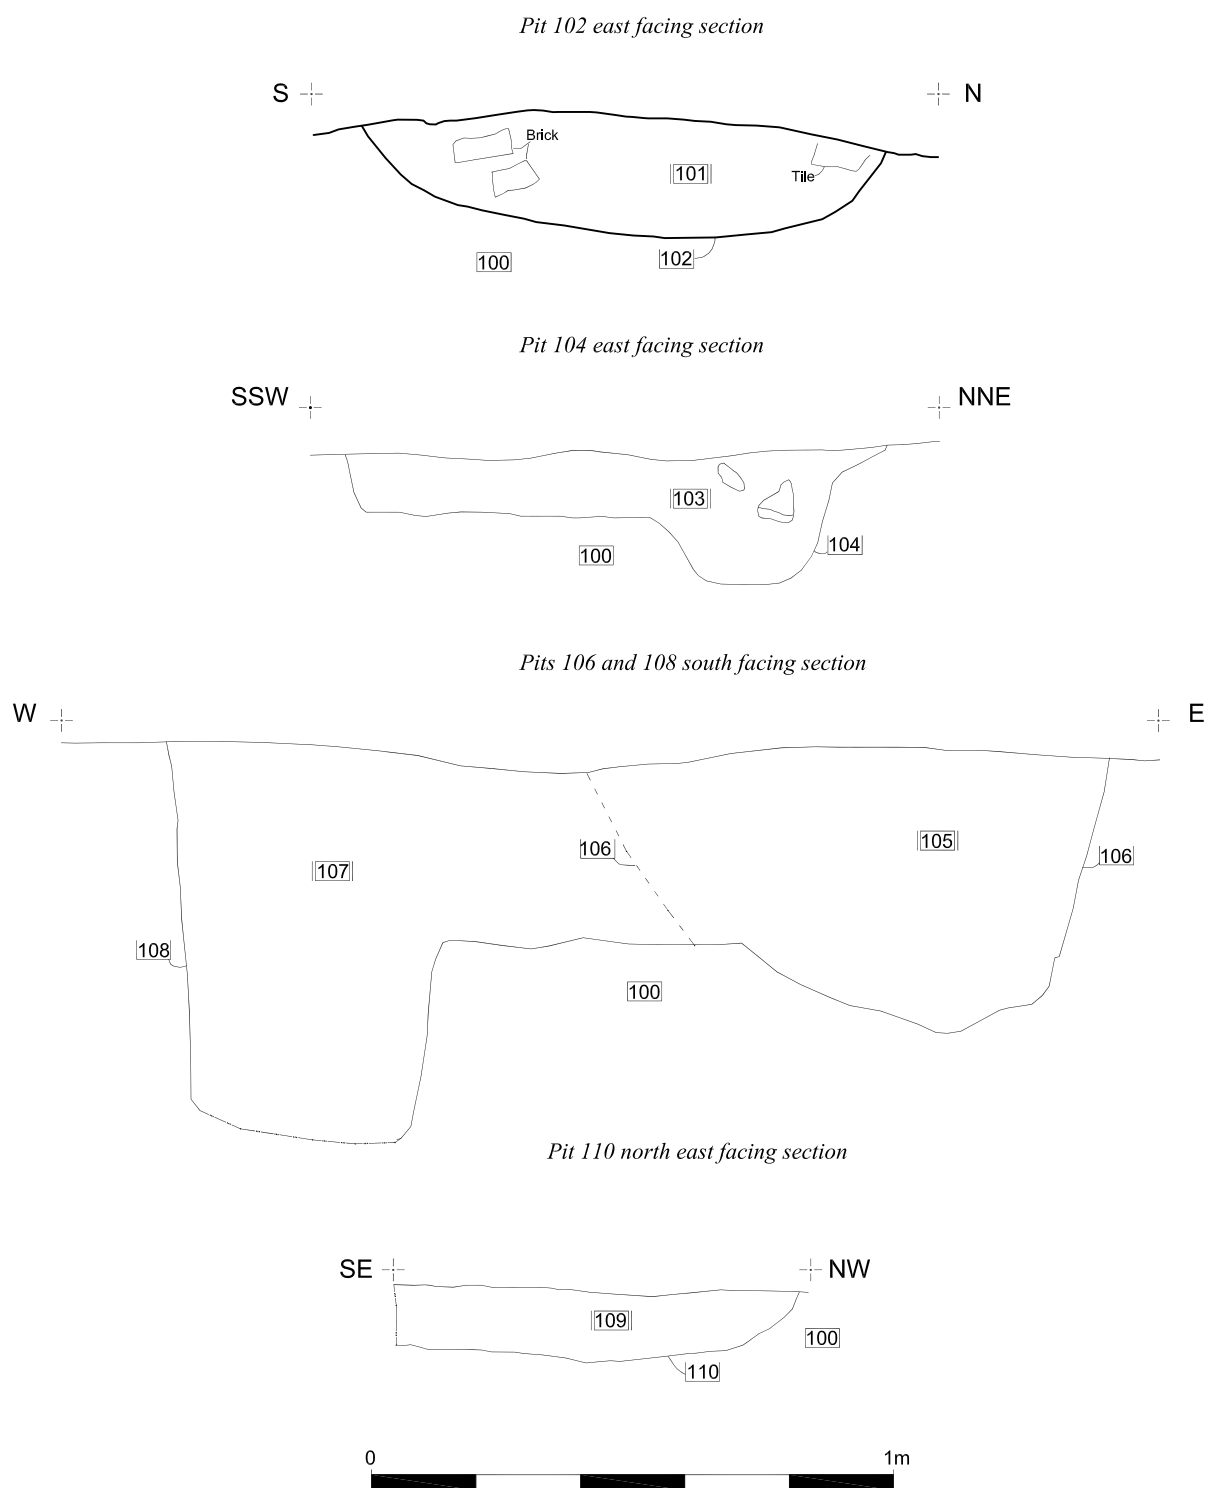 Pit 102 east facing section
S N
Brick
101
Tile
100
102
Pit 104 east facing section
SSW NNE
103
100
104
Pits 106 and 108 south facing section
W E
106
105
106
107
108
100
Pit 110 north east facing section
SE NW
109
100
110
0 1m